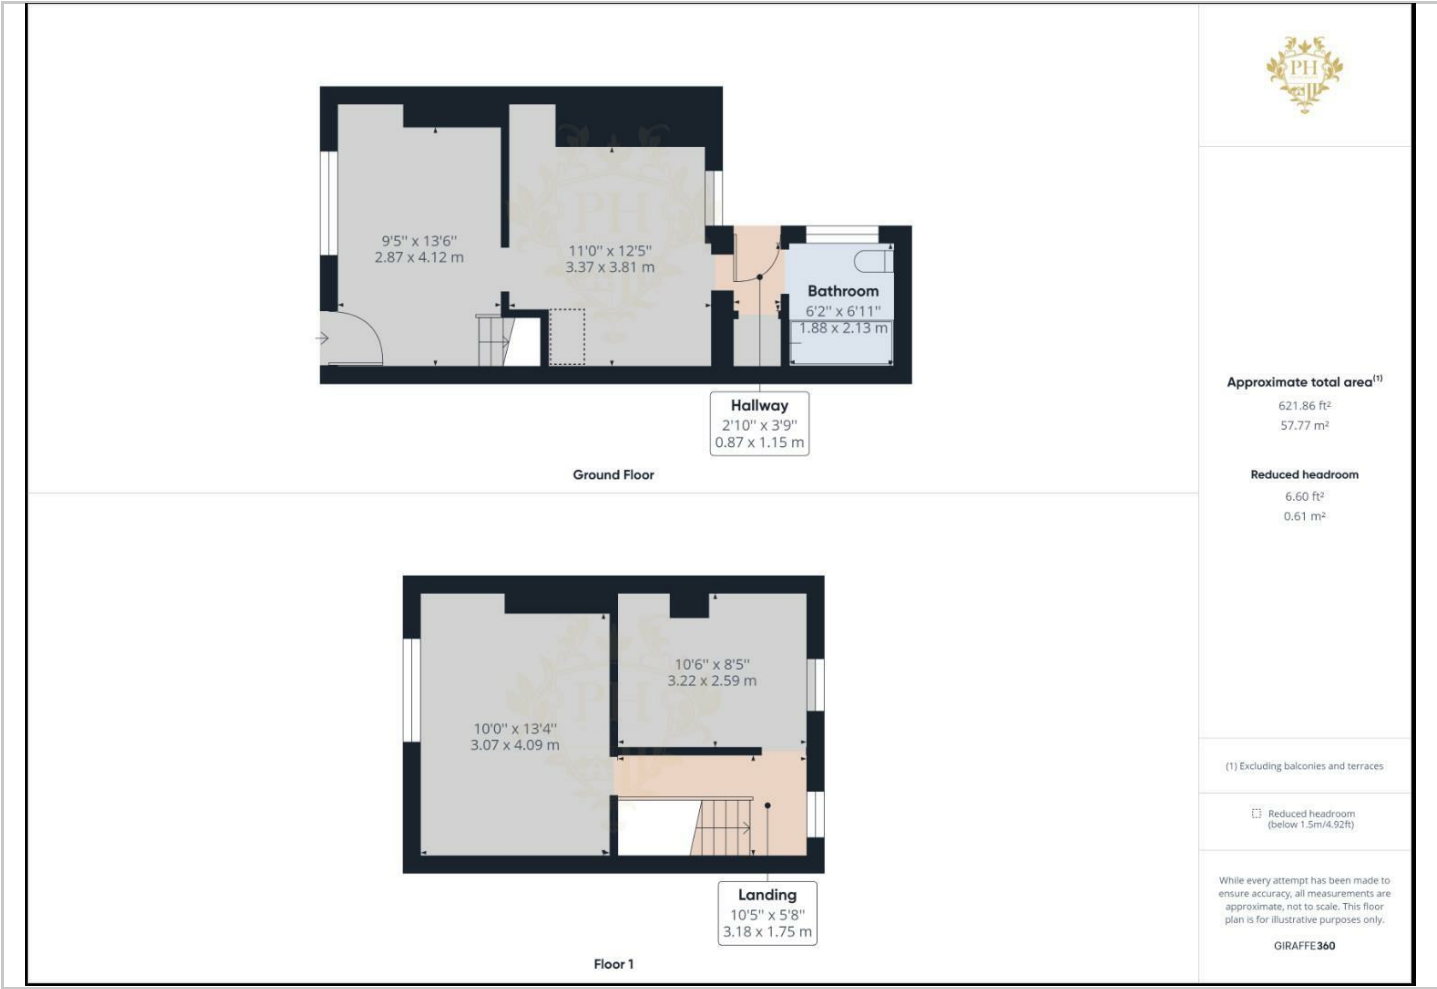 PH
9'5" x 13'6"
2.87 x 4.12 m
PH
11'0" x 12'5"
3.37 x 3.81 m
Bathroom
6'2" x 6'11"
1.88 x 2.13 m
Hallway
2'10" x 3'9"
0.87 x 1.15 m
Ground Floor
10'0" x 13'4"
3.07 x 4.09 m
PH
10'6" x 8'5"
3.22 x 2.59 m
Landing
10'5" x 5'8"
3.18 x 1.75 m
Floor 1
Approximate total area(1)
621.86 ft²
57.77 m²
Reduced headroom
6.60 ft²
0.61 m²
(1) Excluding balconies and terraces
Reduced headroom
(below 1.5m/4.92ft)
While every attempt has been made to
ensure accuracy, all measurements are
approximate, not to scale. This floor
plan is for illustrative purposes only.
GIRAFFE360